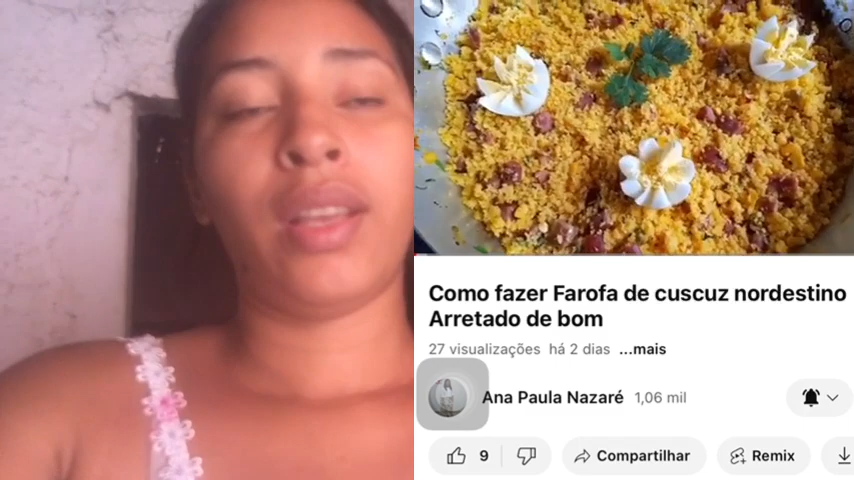 Como fazer Farofa de cuscuz nordestino
Arretado de bom
27 visualizações há 2 dias ...mais
Ana Paula Nazaré 1,06 mil
9 Compartilhar Remix